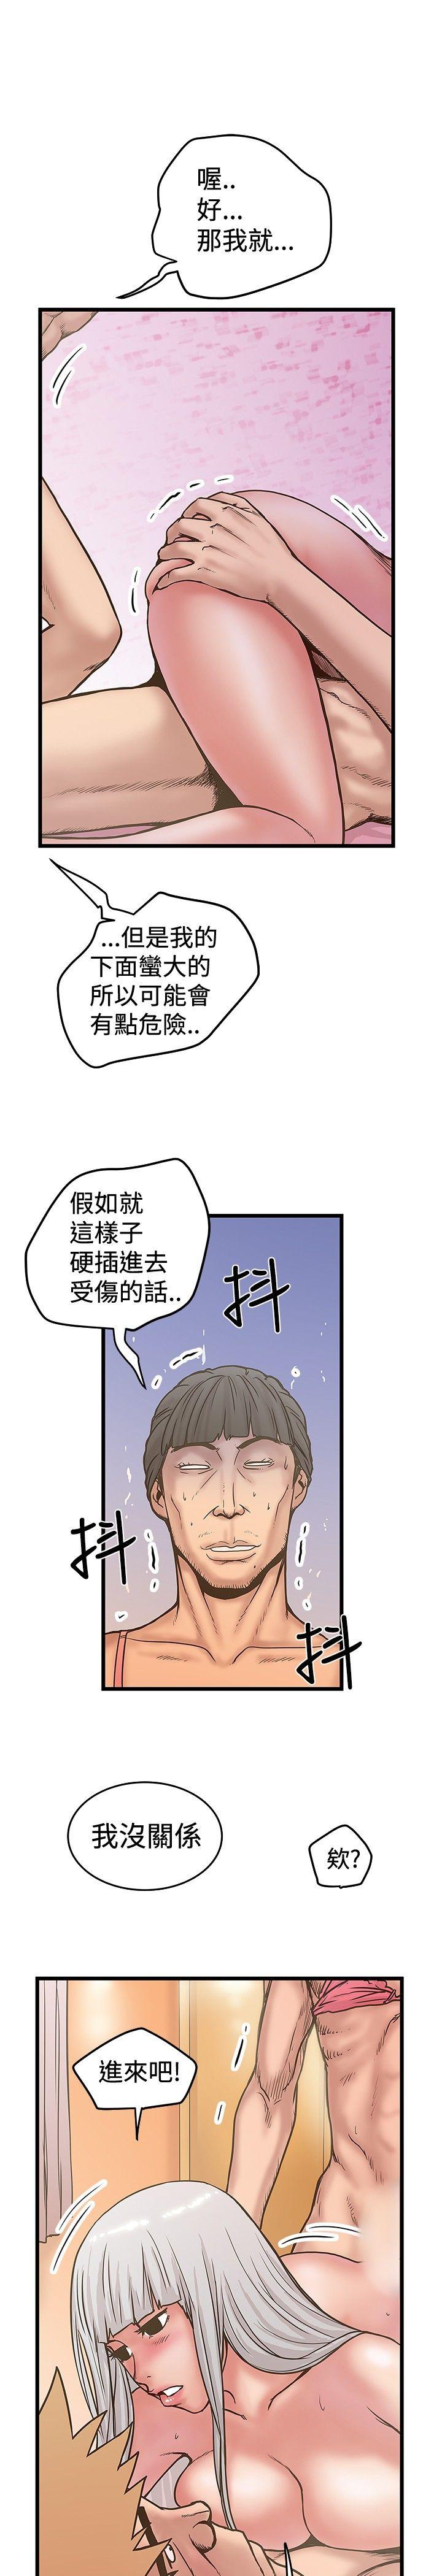 喔..
好...
那我就...
...但是我的
下面蠻大的
所以可能會
有點危險..
假如就
這樣子
硬插進去
受傷的話..
抖
抖
抖
我沒關係
欸?
進來吧!